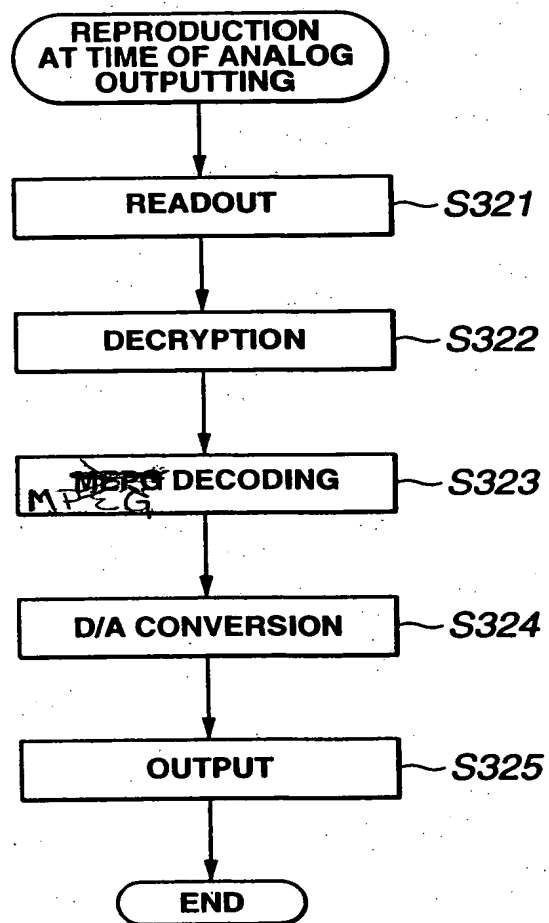 REPRODUCTION
AT TIME OF ANALOG
OUTPUTTING
READOUT
S321
DECRYPTION
S322
DECODING
MPEG
S323
D/A CONVERSION
S324
OUTPUT
S325
END